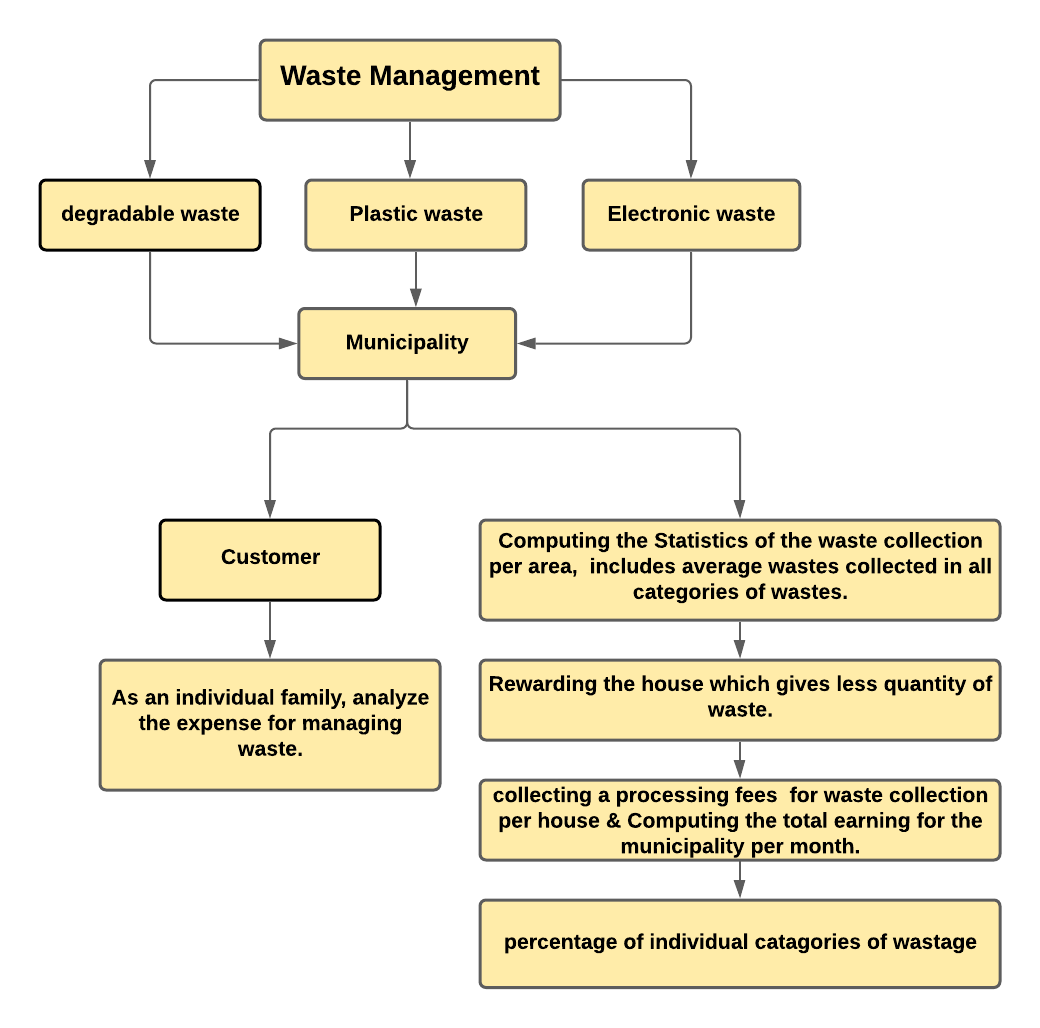 Waste Management
degradable waste
Plastic waste
Electronic waste
Municipality
Customer
Computing the Statistics of the waste collection
per area,  includes average wastes collected in all
categories of wastes.
As an individual family, analyze
the expense for managing
waste.
Rewarding the house which gives less quantity of
waste.
collecting a processing fees  for waste collection
per house & Computing the total earning for the
municipality per month.
percentage of individual catagories of wastage